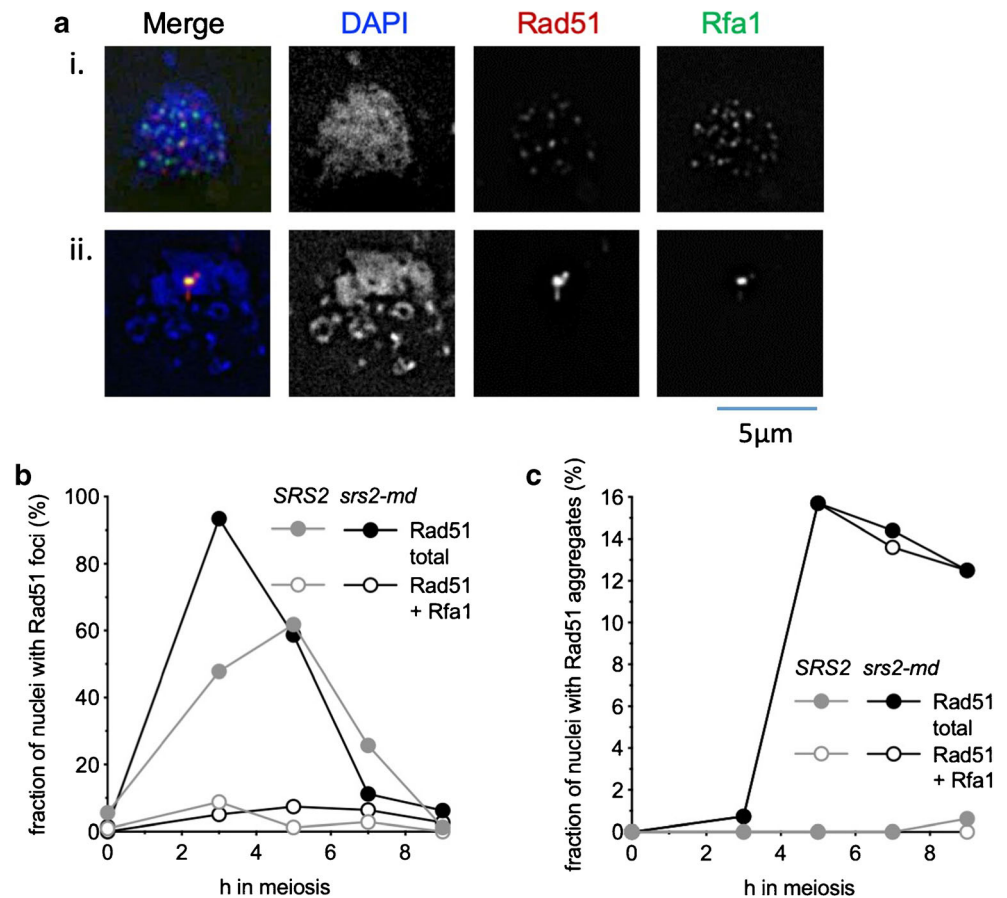 a Merge DAPI Rad51 Rfa1
i.
ii.
5μm
b
fraction of nuclei with Rad51 foci (%)
100
80
60
40
20
0
0 2 4 6 8
h in meiosis
SRS2 srs2-md
Rad51
total
Rad51
+ Rfa1
c
fraction of nuclei with Rad51 aggregates (%)
16
14
12
10
8
6
4
2
0
0 2 4 6 8
h in meiosis
SRS2 srs2-md
Rad51
total
Rad51
+ Rfa1